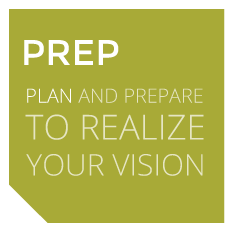 PREP
PLAN AND PREPARE
TO REALIZE
YOUR VISION